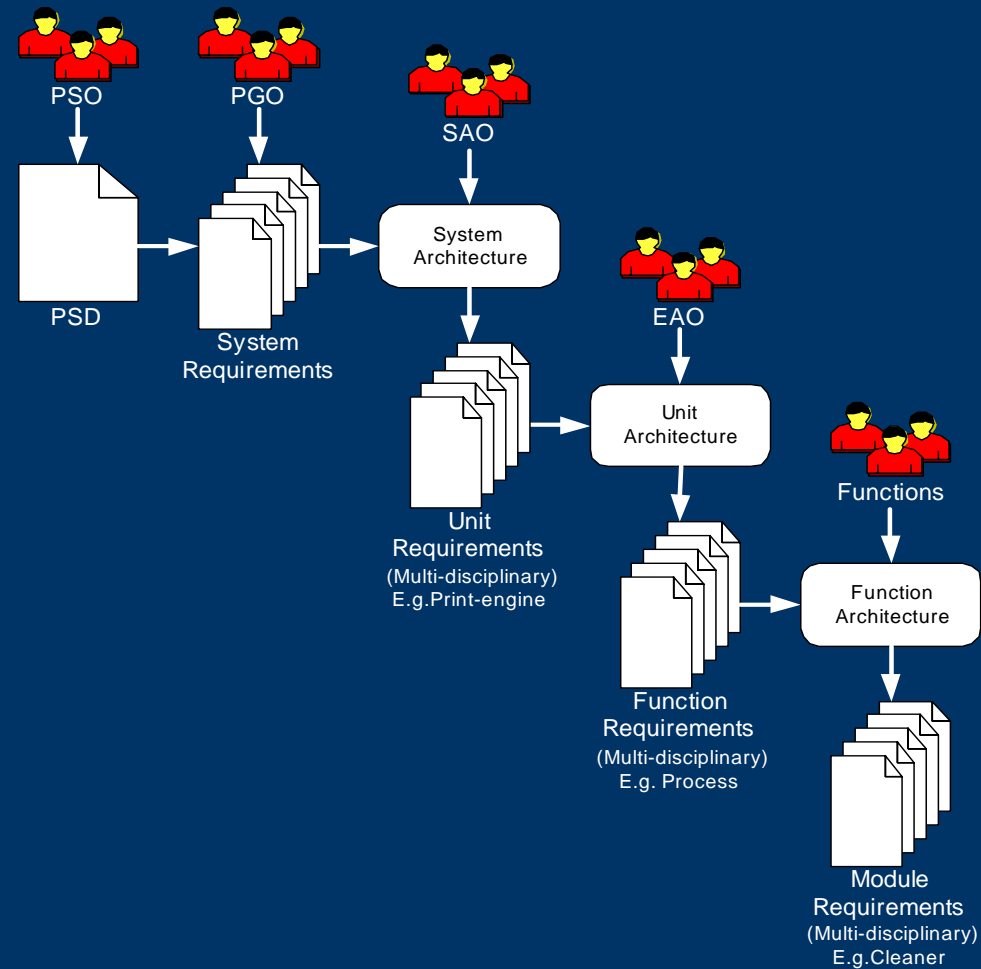 PSO
PGO
SAO
System
Architecture
PSD
System
Requirements
EAO
Unit
Architecture
Unit
Requirements
(Multi-disciplinary)
E.g.Print-engine
Functions
Function
Architecture
Function
Requirements
(Multi-disciplinary)
E.g. Process
Module
Requirements
(Multi-disciplinary)
E.g.Cleaner